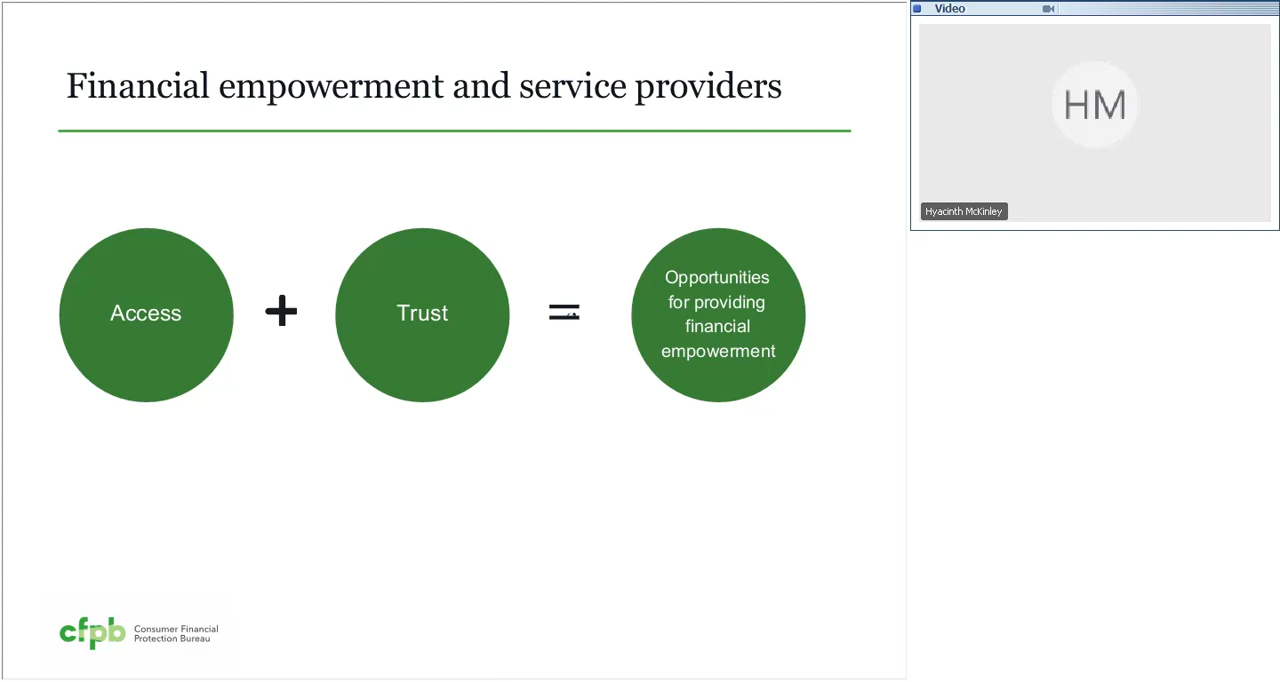 Financial empowerment and service providers
Access
+
Trust
=
Opportunities
for providing
financial
empowerment
cfpb
Consumer Financial
Protection Bureau
Video
HM
Hyacinth McKinley